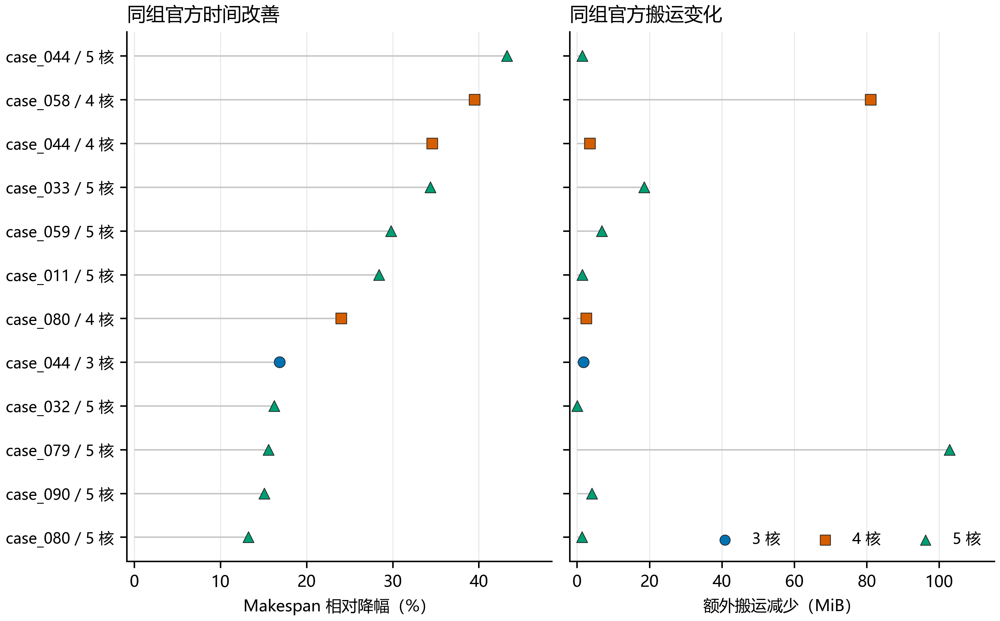 同组官方时间改善
case_044 / 5 核
case_058 / 4 核
case_044 / 4 核
case_033 / 5 核
case_059 / 5 核
case_011 / 5 核
case_080 / 4 核
case_044 / 3 核
case_032 / 5 核
case_079 / 5 核
case_090 / 5 核
case_080 / 5 核
0 10 20 30 40
Makespan 相对降幅（%）
同组官方搬运变化
3 核 4 核 5 核
0 20 40 60 80 100
额外搬运减少（MiB）